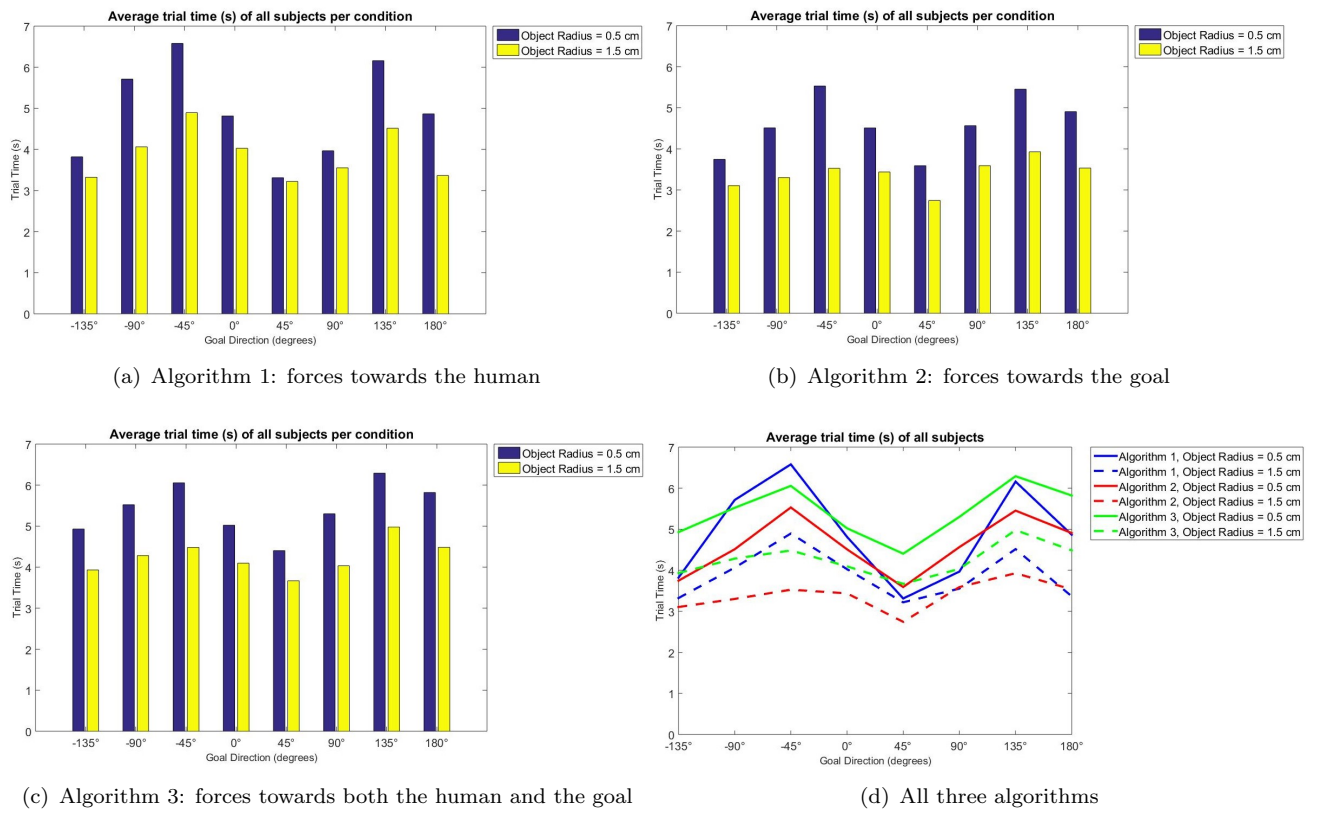 Average trial time (s) of all subjects per condition
Object Radius = 0.5 cm
Object Radius = 1.5 cm
Trial Time (s)
7
6
5
4
3
2
1
0
-135° -90° -45° 0° 45° 90° 135° 180°
Goal Direction (degrees)
(a) Algorithm 1: forces towards the human
Average trial time (s) of all subjects per condition
Object Radius = 0.5 cm
Object Radius = 1.5 cm
Trial Time (s)
7
6
5
4
3
2
1
0
-135° -90° -45° 0° 45° 90° 135° 180°
Goal Direction (degrees)
(b) Algorithm 2: forces towards the goal
Average trial time (s) of all subjects per condition
Object Radius = 0.5 cm
Object Radius = 1.5 cm
Trial Time (s)
7
6
5
4
3
2
1
0
-135° -90° -45° 0° 45° 90° 135° 180°
Goal Direction (degrees)
(c) Algorithm 3: forces towards both the human and the goal
Average trial time (s) of all subjects
Algorithm 1, Object Radius = 0.5 cm
Algorithm 1, Object Radius = 1.5 cm
Algorithm 2, Object Radius = 0.5 cm
Algorithm 2, Object Radius = 1.5 cm
Algorithm 3, Object Radius = 0.5 cm
Algorithm 3, Object Radius = 1.5 cm
Trial Time (s)
7
6
5
4
3
2
1
0
-135° -90° -45° 0° 45° 90° 135° 180°
Goal Direction (degrees)
(d) All three algorithms